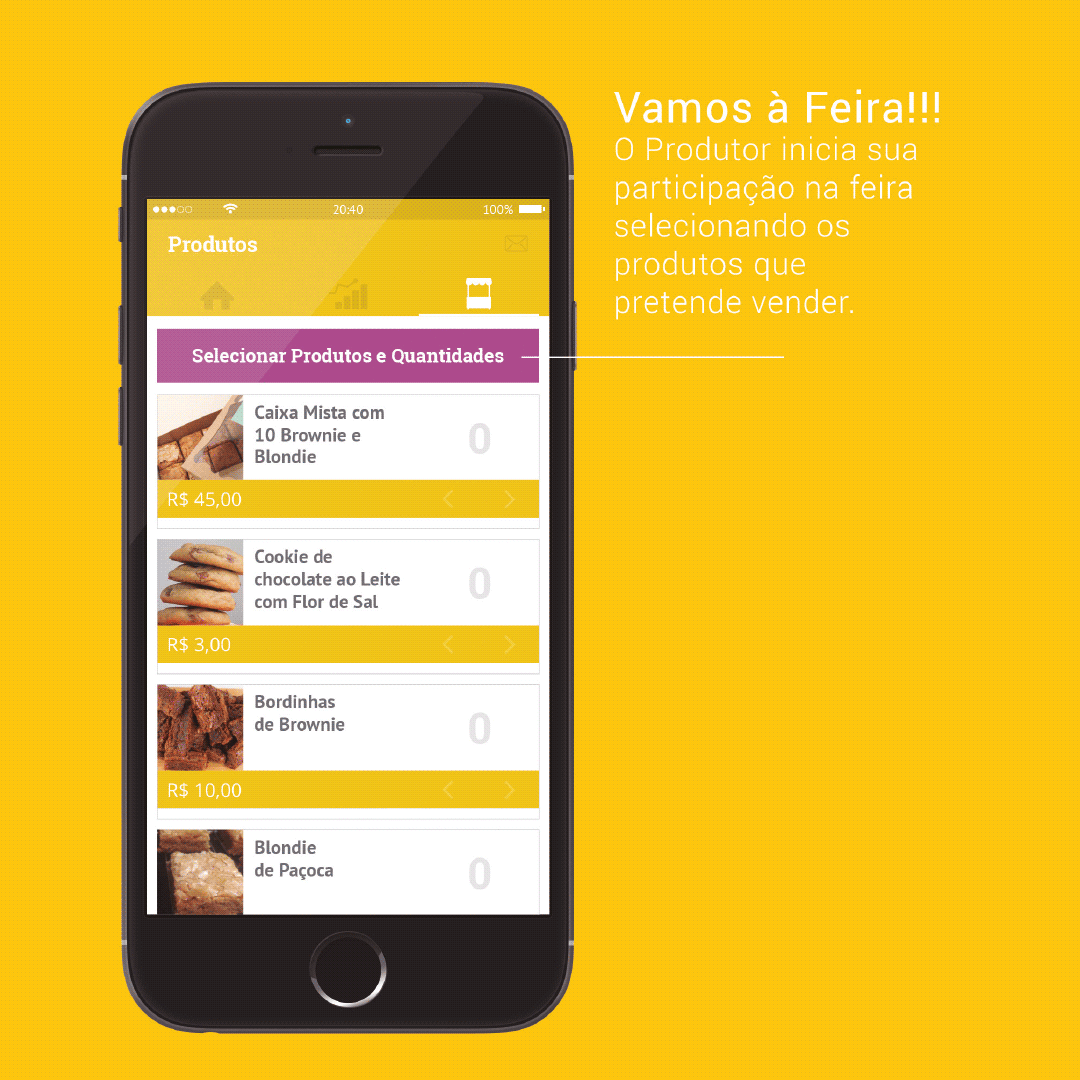 Vamos à Feira!!!
O Produtor inicia sua
participação na feira
selecionando os
produtos que
pretende vender.
20:40
100%
Produtos
Selecionar Produtos e Quantidades
Caixa Mista com
10 Brownie e
Blondie
0
R$ 45,00
Cookie de
chocolate ao Leite
com Flor de Sal
0
R$ 3,00
Bordinhas
de Brownie
0
R$ 10,00
Blondie
de Paçoca
0